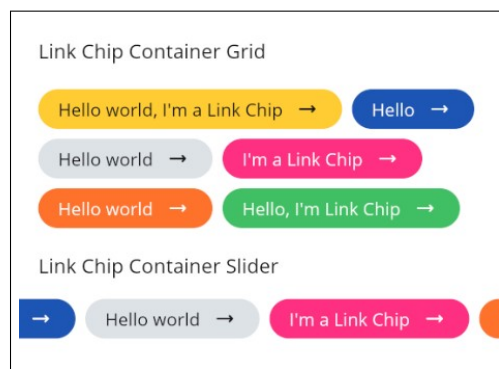 Link Chip Container Grid
Hello world, I'm a Link Chip → Hello →
Hello world → I'm a Link Chip →
Hello world → Hello, I'm Link Chip →
Link Chip Container Slider
→ Hello world → I'm a Link Chip →